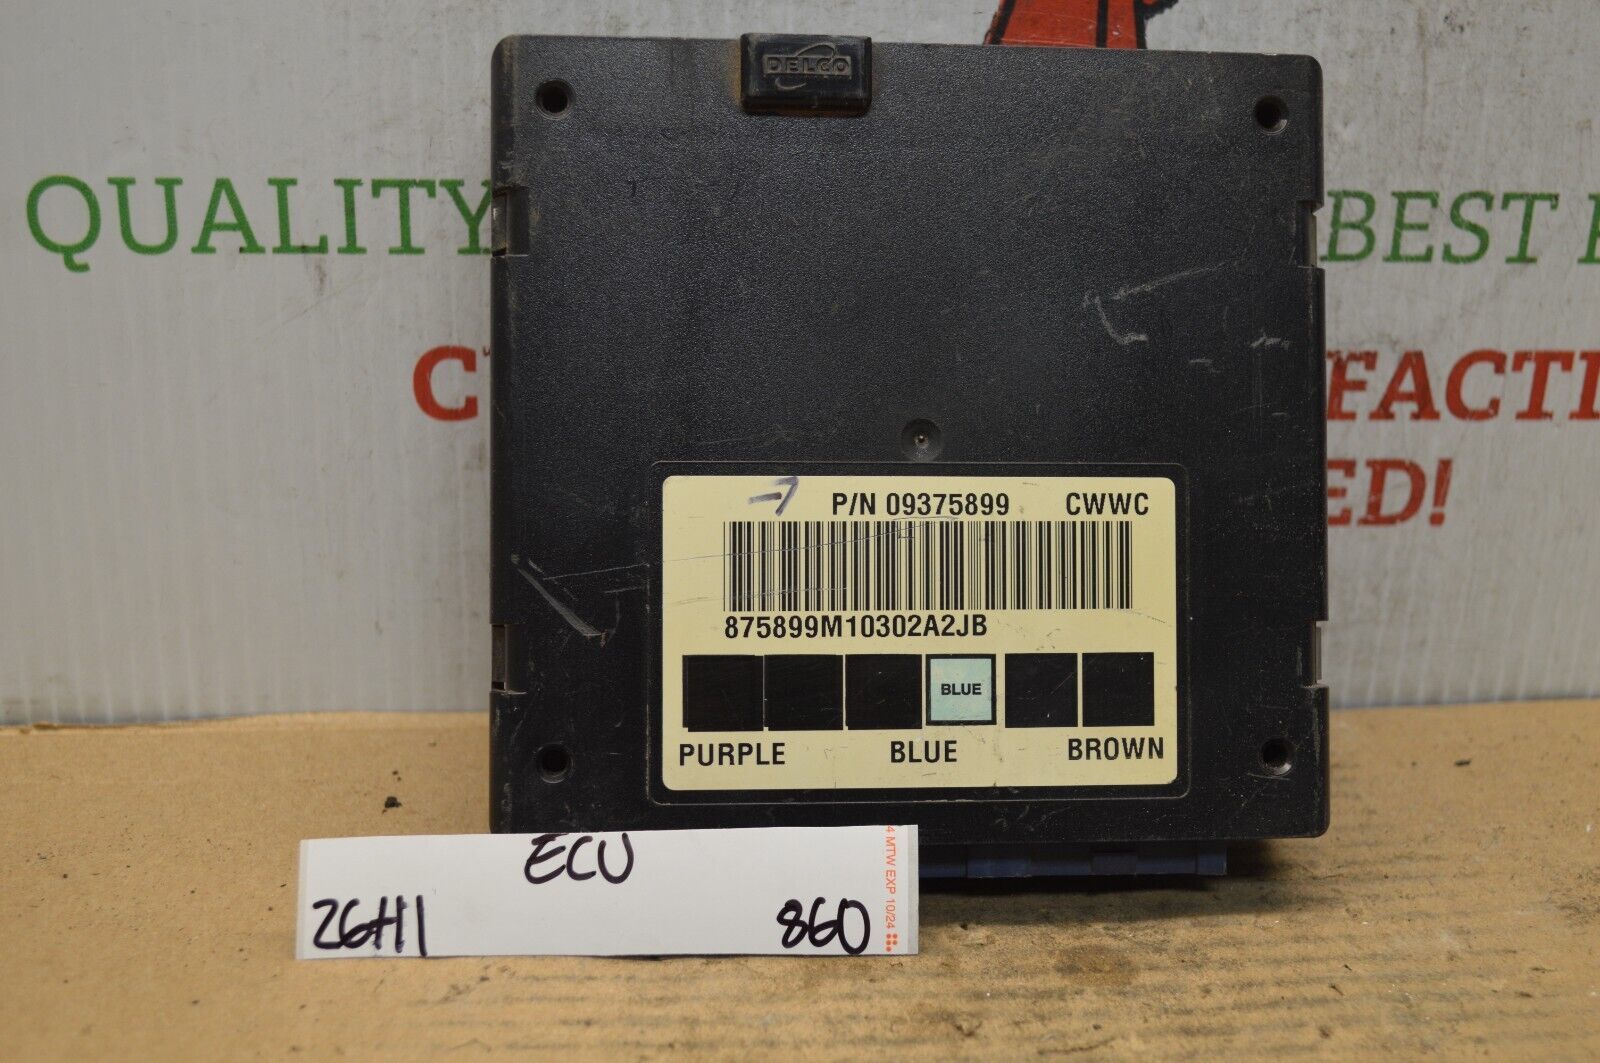 DELCO
QUALITY
BEST
FACTI
ED!
P/N 09375899 CWWC
875899M10302A2JB
BLUE
PURPLE BLUE BROWN
ECU
26H1 860
4 MTW EXP 10/24